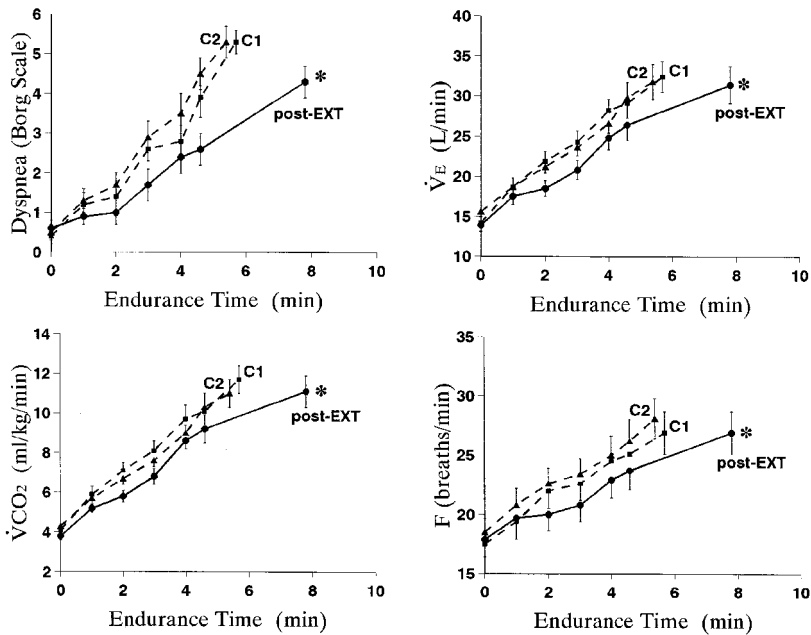 6
5
4
3
2
1
0
Dyspnea (Borg Scale)
C2
C1
*
post-EXT
0 2 4 6 8 10
Endurance Time (min)
40
35
30
25
20
15
10
V̇E (L/min)
C2
C1
*
post-EXT
0 2 4 6 8 10
Endurance Time (min)
14
12
10
8
6
4
2
V̇CO2 (ml/kg/min)
C2
C1
*
post-EXT
0 2 4 6 8 10
Endurance Time (min)
35
30
25
20
15
F (breaths/min)
C2
C1
*
post-EXT
0 2 4 6 8 10
Endurance Time (min)